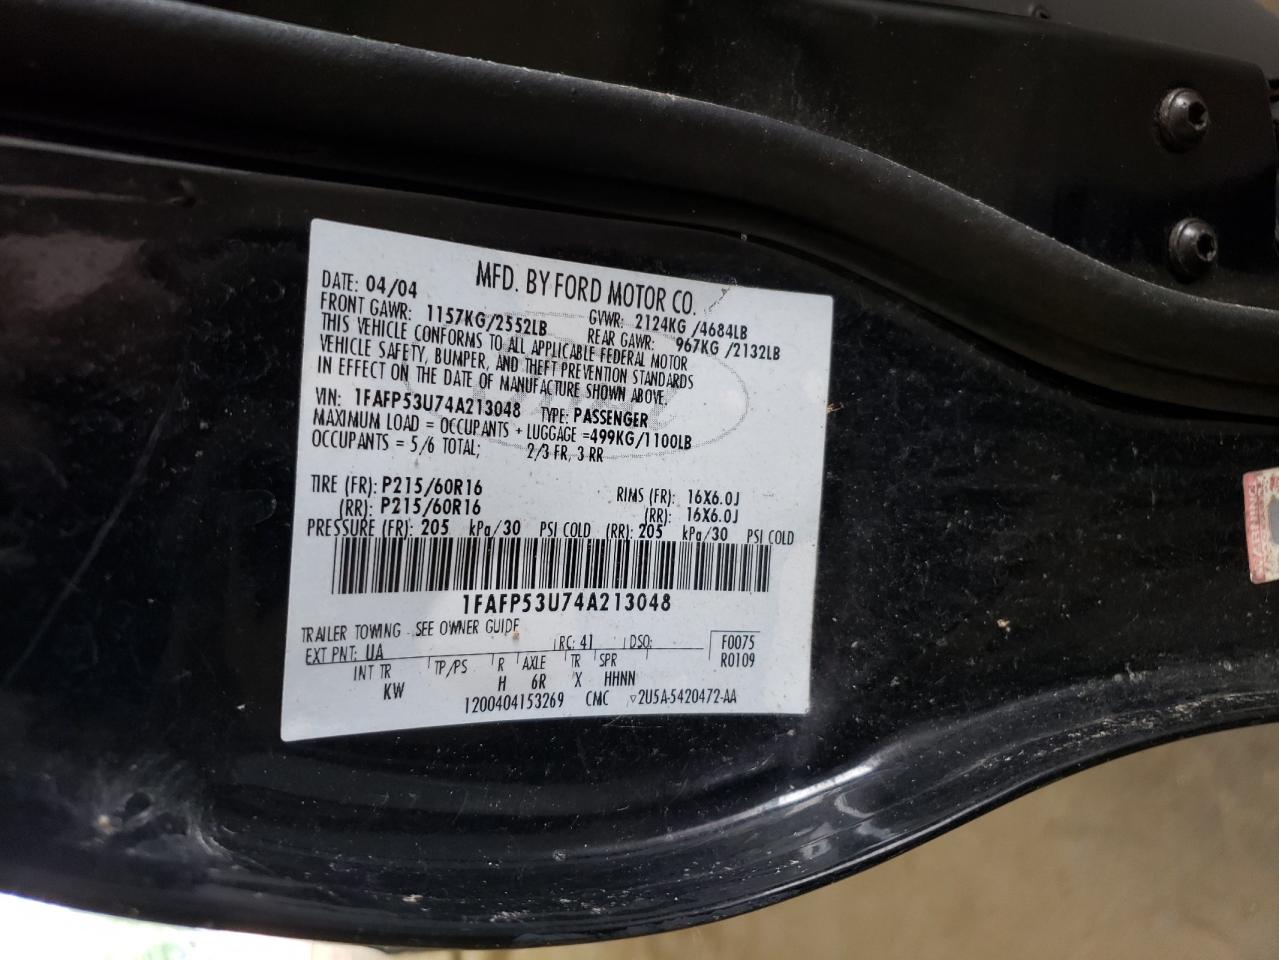 MFD. BY FORD MOTOR CO.
DATE: 04/04
FRONT GAWR: 1157KG/2552LB GVWR: 2124KG /4684LB
REAR GAWR: 967KG /2132LB
THIS VEHICLE CONFORMS TO ALL APPLICABLE FEDERAL MOTOR
VEHICLE SAFETY, BUMPER, AND THEFT PREVENTION STANDARDS
IN EFFECT ON THE DATE OF MANUFACTURE SHOWN ABOVE.
VIN: 1FAFP53U74A213048 TYPE: PASSENGER
MAXIMUM LOAD = OCCUPANTS + LUGGAGE =499KG/1100LB
OCCUPANTS = 5/6 TOTAL; 2/3 FR, 3 RR
TIRE (FR): P215/60R16 RIMS (FR): 16X6.0J
(RR): P215/60R16 (RR): 16X6.0J
PRESSURE (FR): 205 kPa/30 PSI COLD (RR): 205 kPa/30 PSI COLD
1FAFP53U74A213048
TRAILER TOWING - SEE OWNER GUIDE
EXT PNT: UA RC: 41 DSO: F0075
INT TR TP/PS R AXLE TR SPR R0109
KW H 6R X HHNN
1200404153269 CMC ▽2U5A-5420472-AA
WARNING